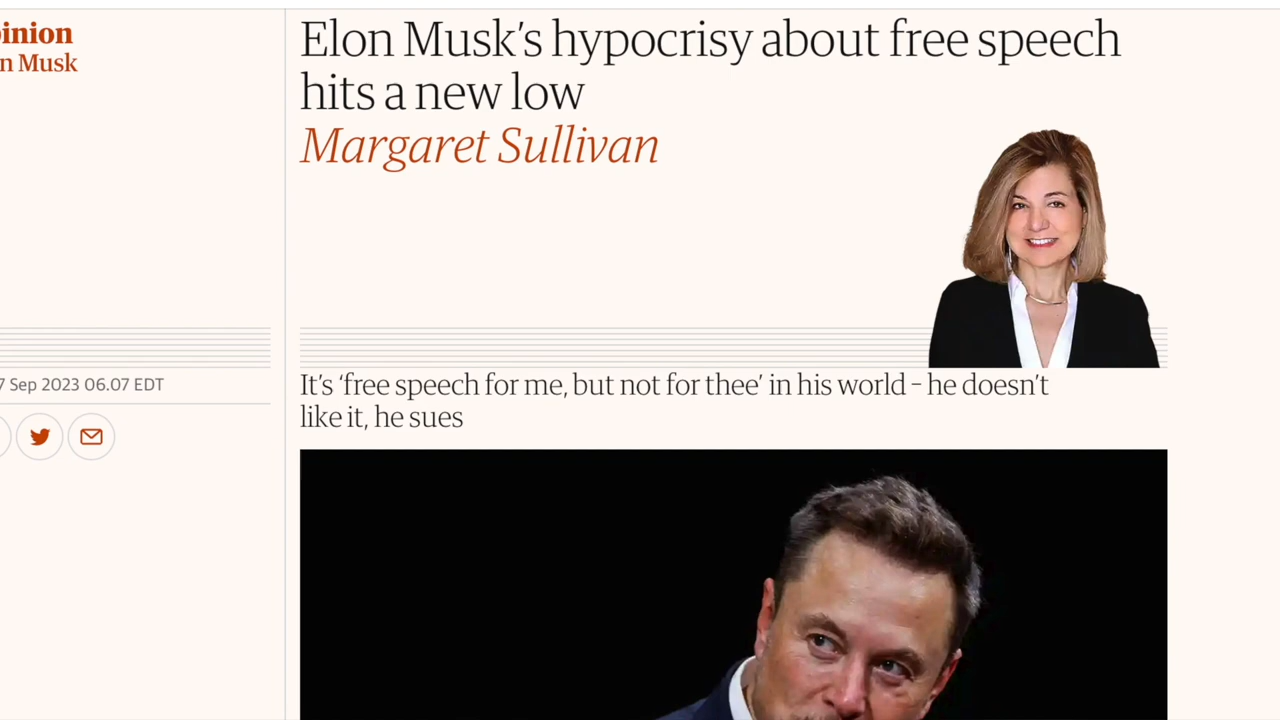 inion
n Musk
Elon Musk’s hypocrisy about free speech
hits a new low
Margaret Sullivan
7 Sep 2023 06.07 EDT
It’s ‘free speech for me, but not for thee’ in his world – he doesn’t
like it, he sues